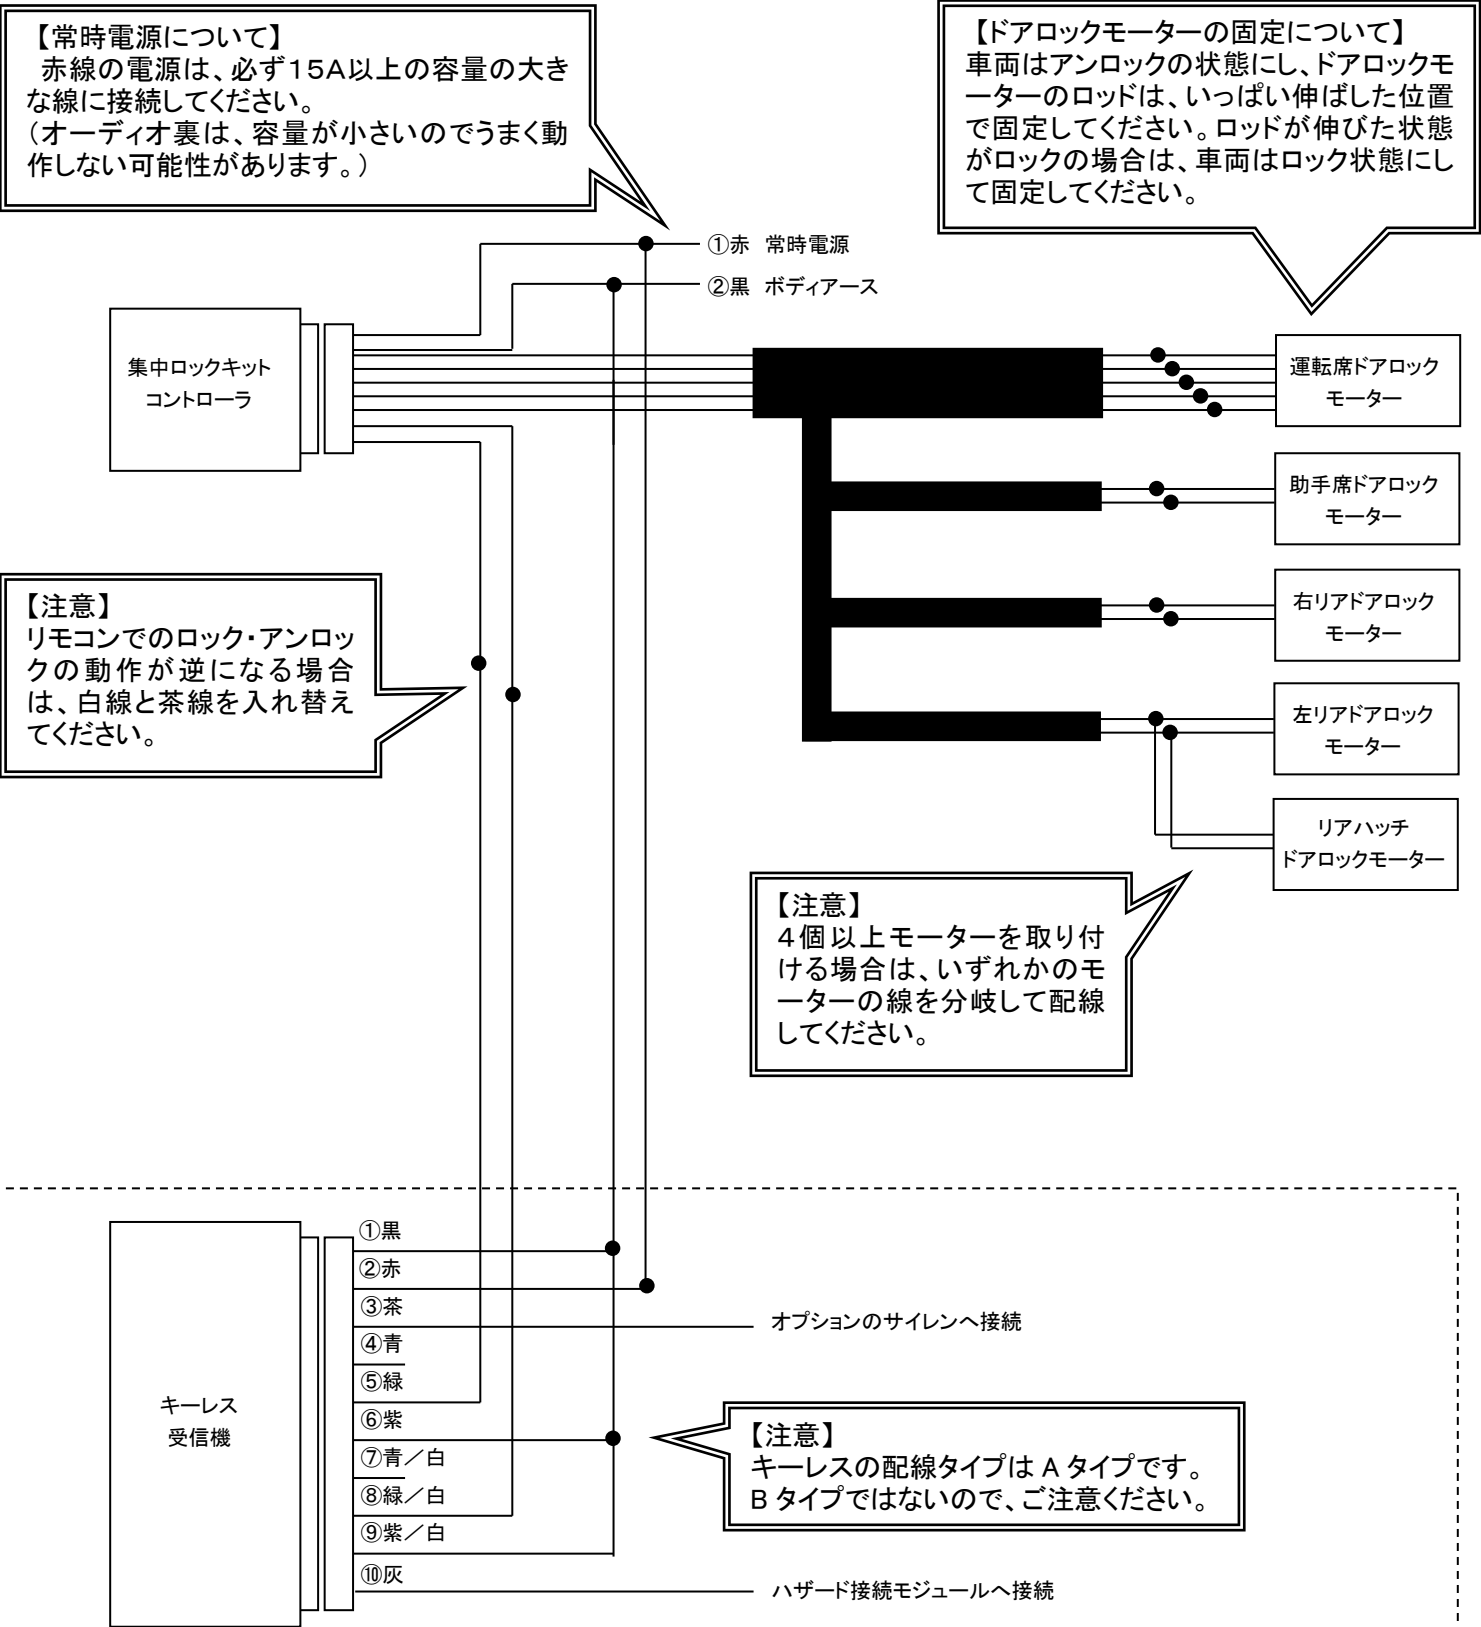 【常時電源について】
赤線の電源は、必ず15A以上の容量の大き
な線に接続してください。
(オーディオ裏は、容量が小さいのでうまく動
作しない可能性があります。)
【ドアロックモーターの固定について】
車両はアンロックの状態にし、ドアロックモ
ーターのロッドは、いっぱい伸ばした位置
で固定してください。ロッドが伸びた状態
がロックの場合は、車両はロック状態にし
て固定してください。
①赤 常時電源
②黒 ボディアース
集中ロックキット
コントローラ
運転席ドアロック
モーター
助手席ドアロック
モーター
右リアドアロック
モーター
左リアドアロック
モーター
リアハッチ
ドアロックモーター
【注意】
リモコンでのロック・アンロッ
クの動作が逆になる場合
は、白線と茶線を入れ替え
てください。
【注意】
4個以上モーターを取り付
ける場合は、いずれかのモ
ーターの線を分岐して配線
してください。
キーレス
受信機
①黒
②赤
③茶
オプションのサイレンへ接続
④青
⑤緑
⑥紫
⑦青/白
⑧緑/白
⑨紫/白
⑩灰
ハザード接続モジュールへ接続
【注意】
キーレスの配線タイプは A タイプです。
B タイプではないので、ご注意ください。